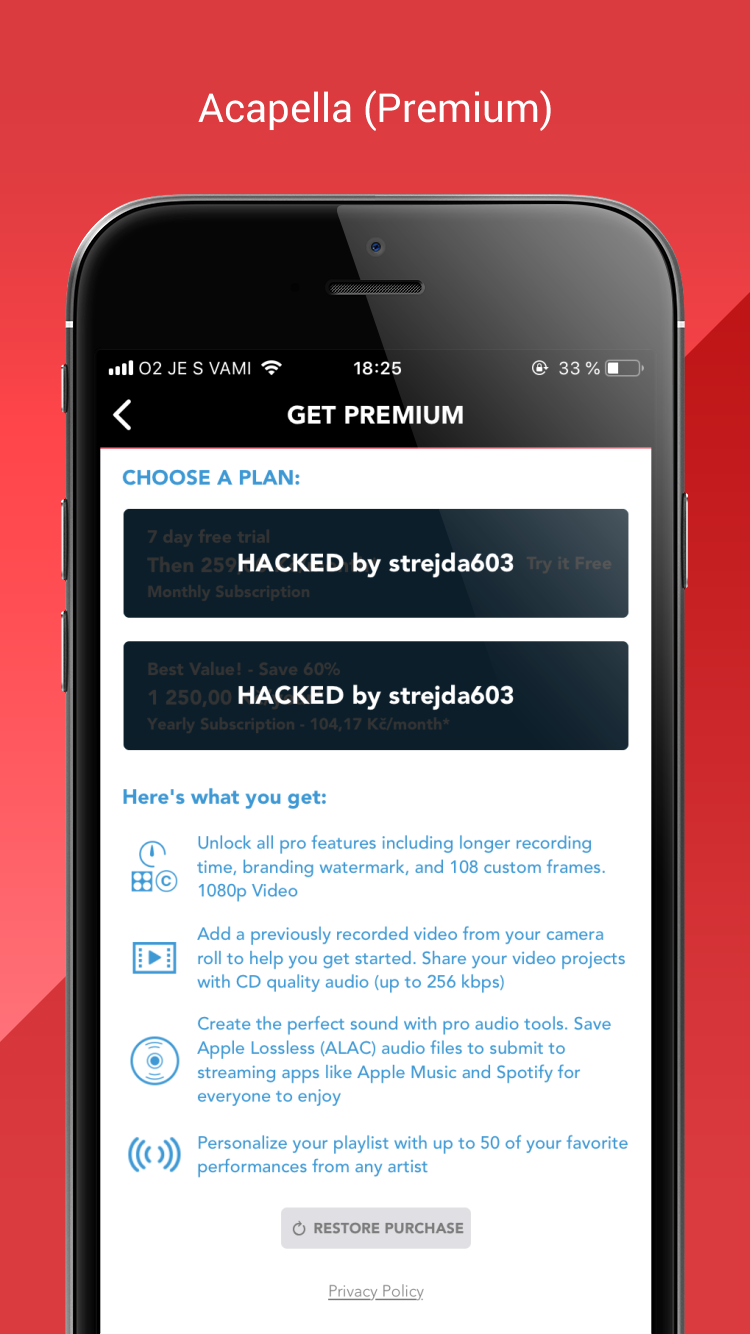 Acapella (Premium)
O2 JE S VAMI 18:25 33 %
GET PREMIUM
CHOOSE A PLAN:
7 day free trial
Then 259
HACKED by strejda603
Try it Free
Monthly Subscription
Best Value! - Save 60%
1 250,00
HACKED by strejda603
Yearly Subscription - 104,17 Kč/month*
Here's what you get:
Unlock all pro features including longer recording
time, branding watermark, and 108 custom frames.
1080p Video
Add a previously recorded video from your camera
roll to help you get started. Share your video projects
with CD quality audio (up to 256 kbps)
Create the perfect sound with pro audio tools. Save
Apple Lossless (ALAC) audio files to submit to
streaming apps like Apple Music and Spotify for
everyone to enjoy
Personalize your playlist with up to 50 of your favorite
performances from any artist
RESTORE PURCHASE
Privacy Policy